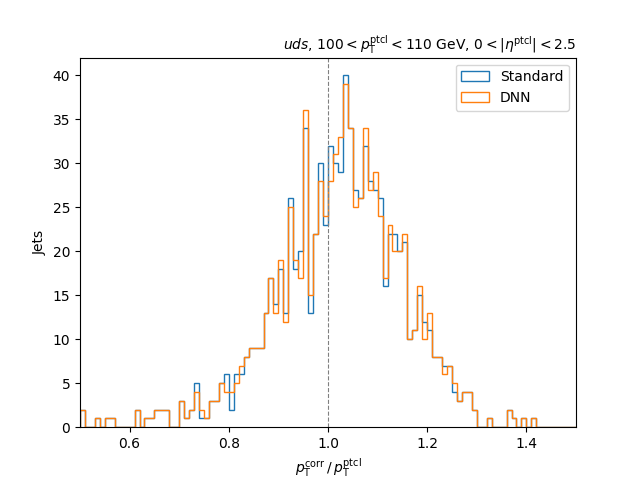 uds, 100 < p_T^ptcl < 110 GeV, 0 < |η^ptcl| < 2.5
Standard
DNN
40
35
30
25
20
15
10
5
0
Jets
0.6 0.8 1.0 1.2 1.4
p_T^corr / p_T^ptcl